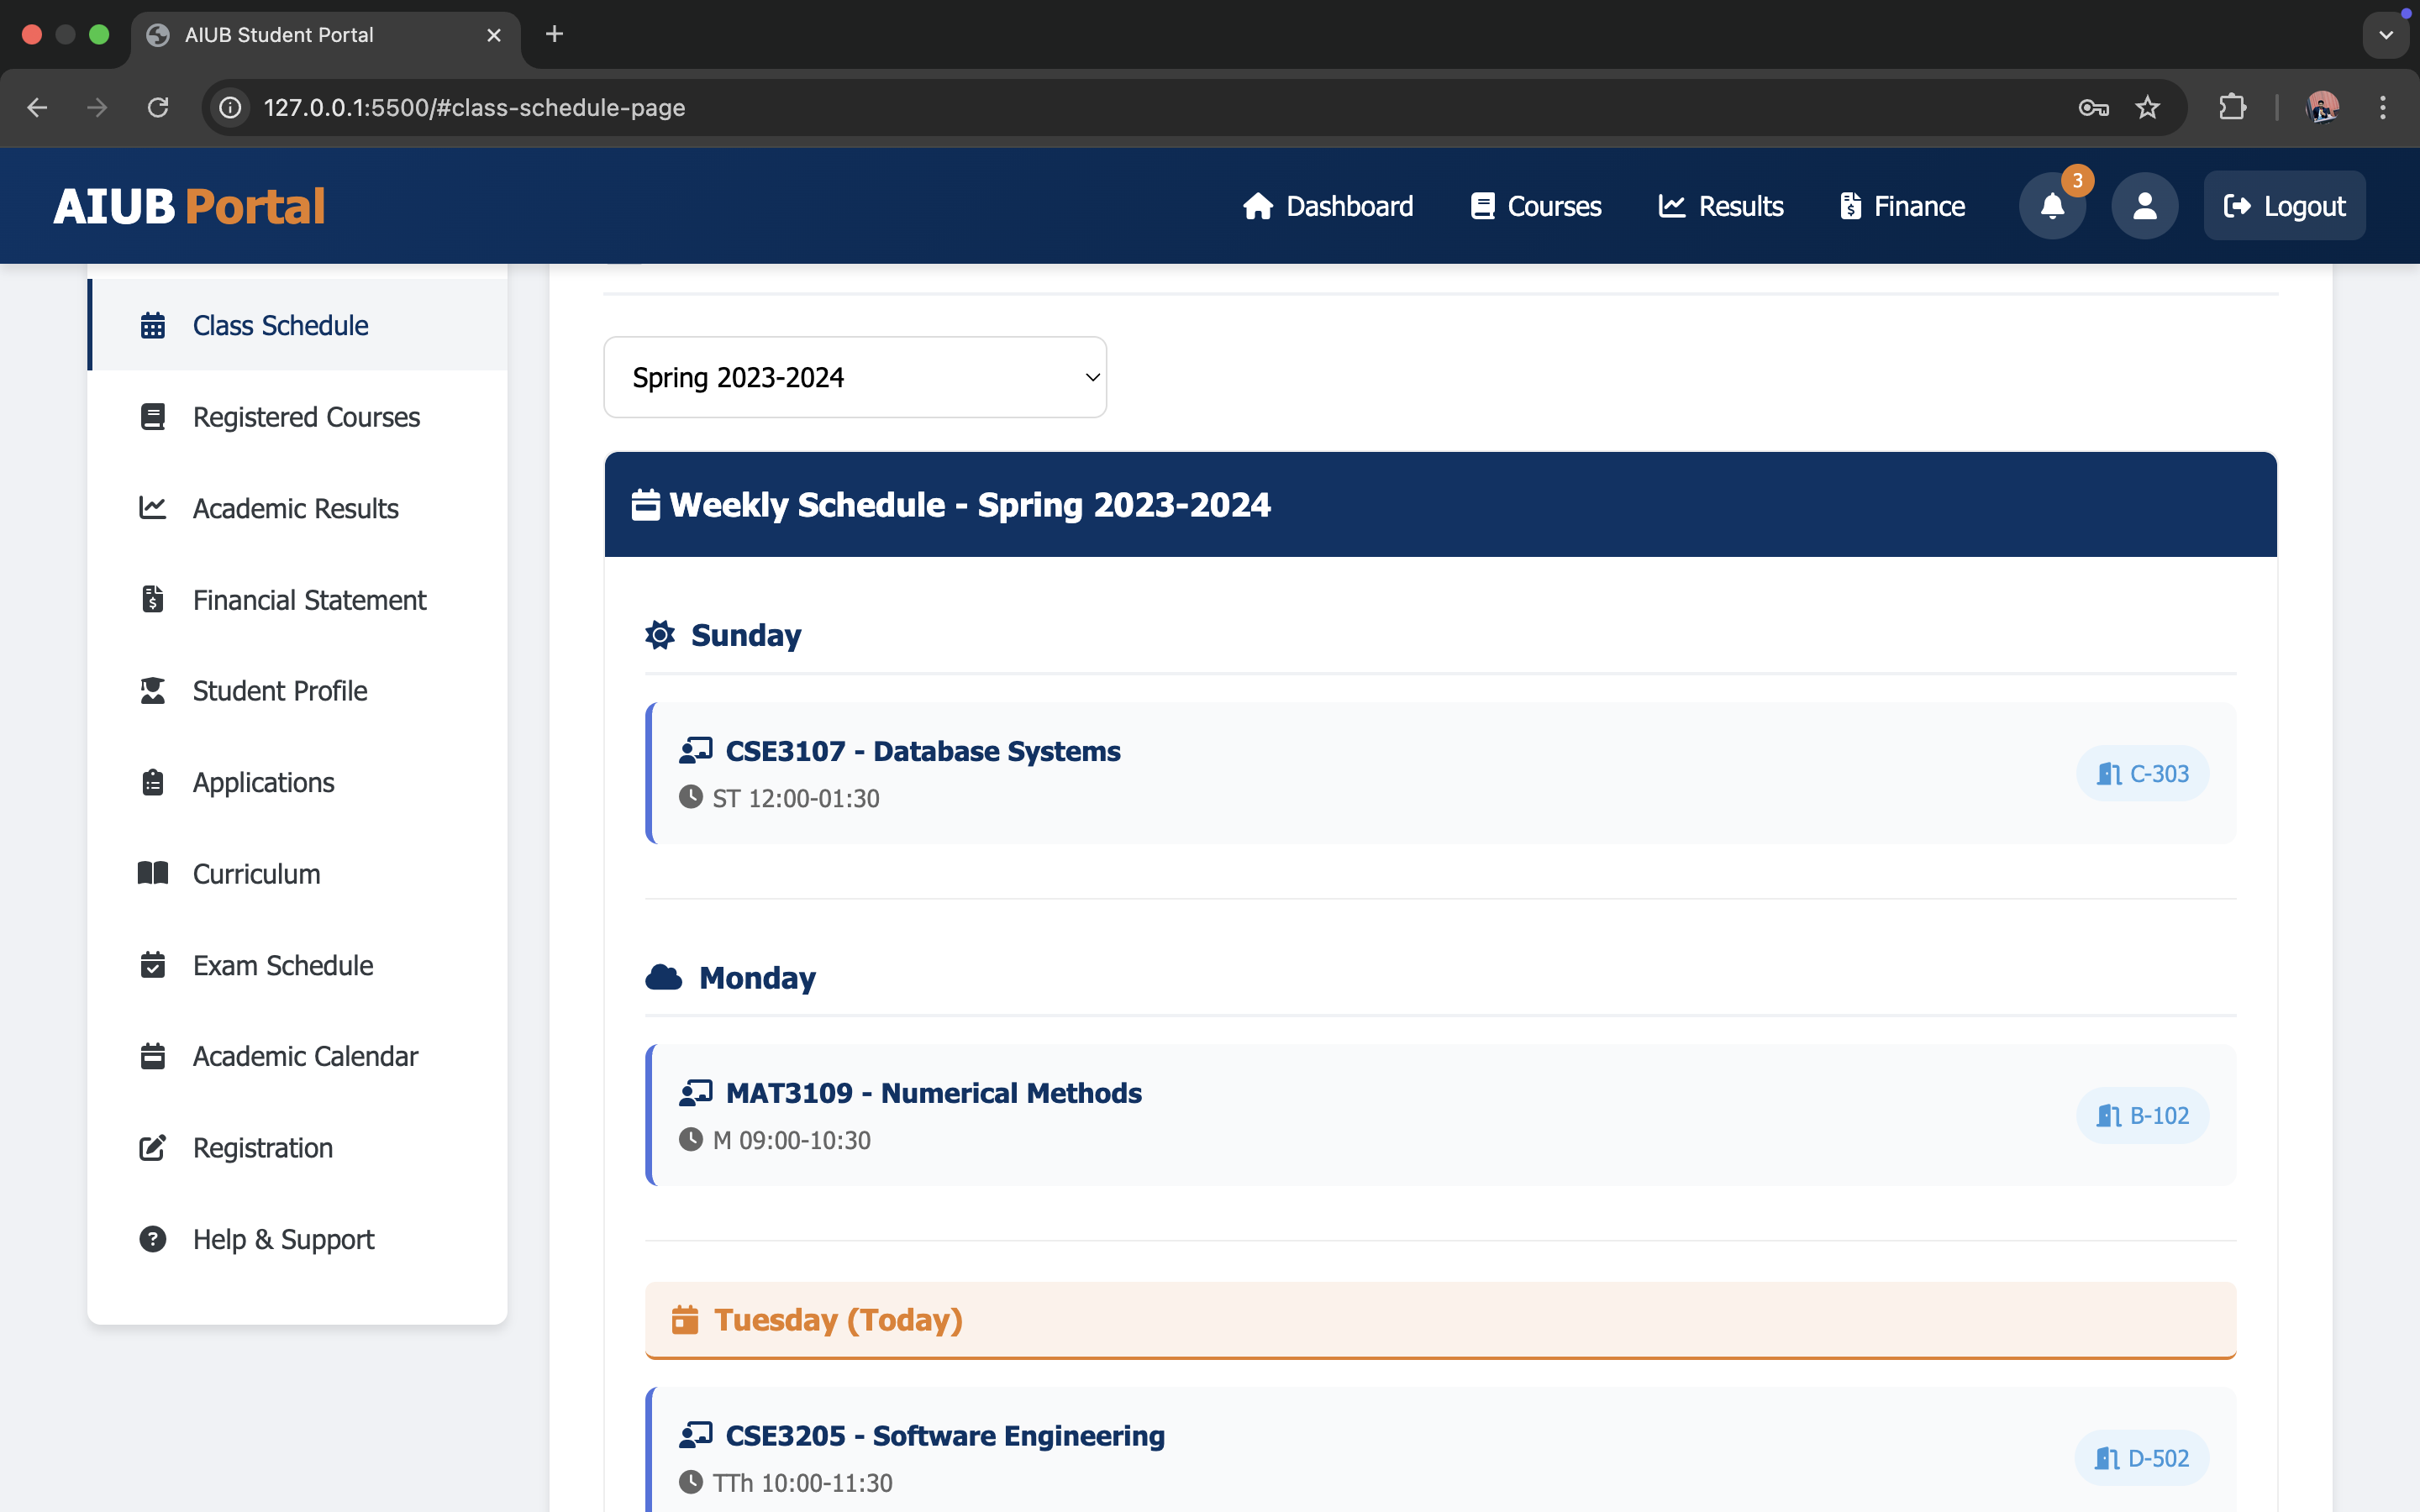 AIUB Student Portal
127.0.0.1:5500/#class-schedule-page
AIUB Portal
Dashboard
Courses
Results
Finance
3
Logout
Class Schedule
Registered Courses
Academic Results
Financial Statement
Student Profile
Applications
Curriculum
Exam Schedule
Academic Calendar
Registration
Help & Support
Spring 2023-2024
Weekly Schedule - Spring 2023-2024
Sunday
CSE3107 - Database Systems
ST 12:00-01:30
C-303
Monday
MAT3109 - Numerical Methods
M 09:00-10:30
B-102
Tuesday (Today)
CSE3205 - Software Engineering
TTh 10:00-11:30
D-502